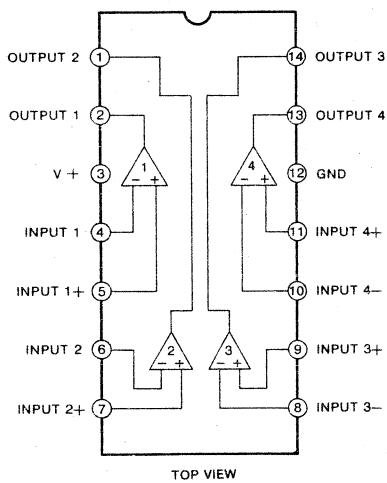 OUTPUT 2 1 14 OUTPUT 3
OUTPUT 1 2 13 OUTPUT 4
V + 3 1 - + 4 - + 12 GND
INPUT 1 4 11 INPUT 4+
INPUT 1+ 5 10 INPUT 4-
INPUT 2 6 2 - + 3 - + 9 INPUT 3+
INPUT 2+ 7 8 INPUT 3-
TOP VIEW